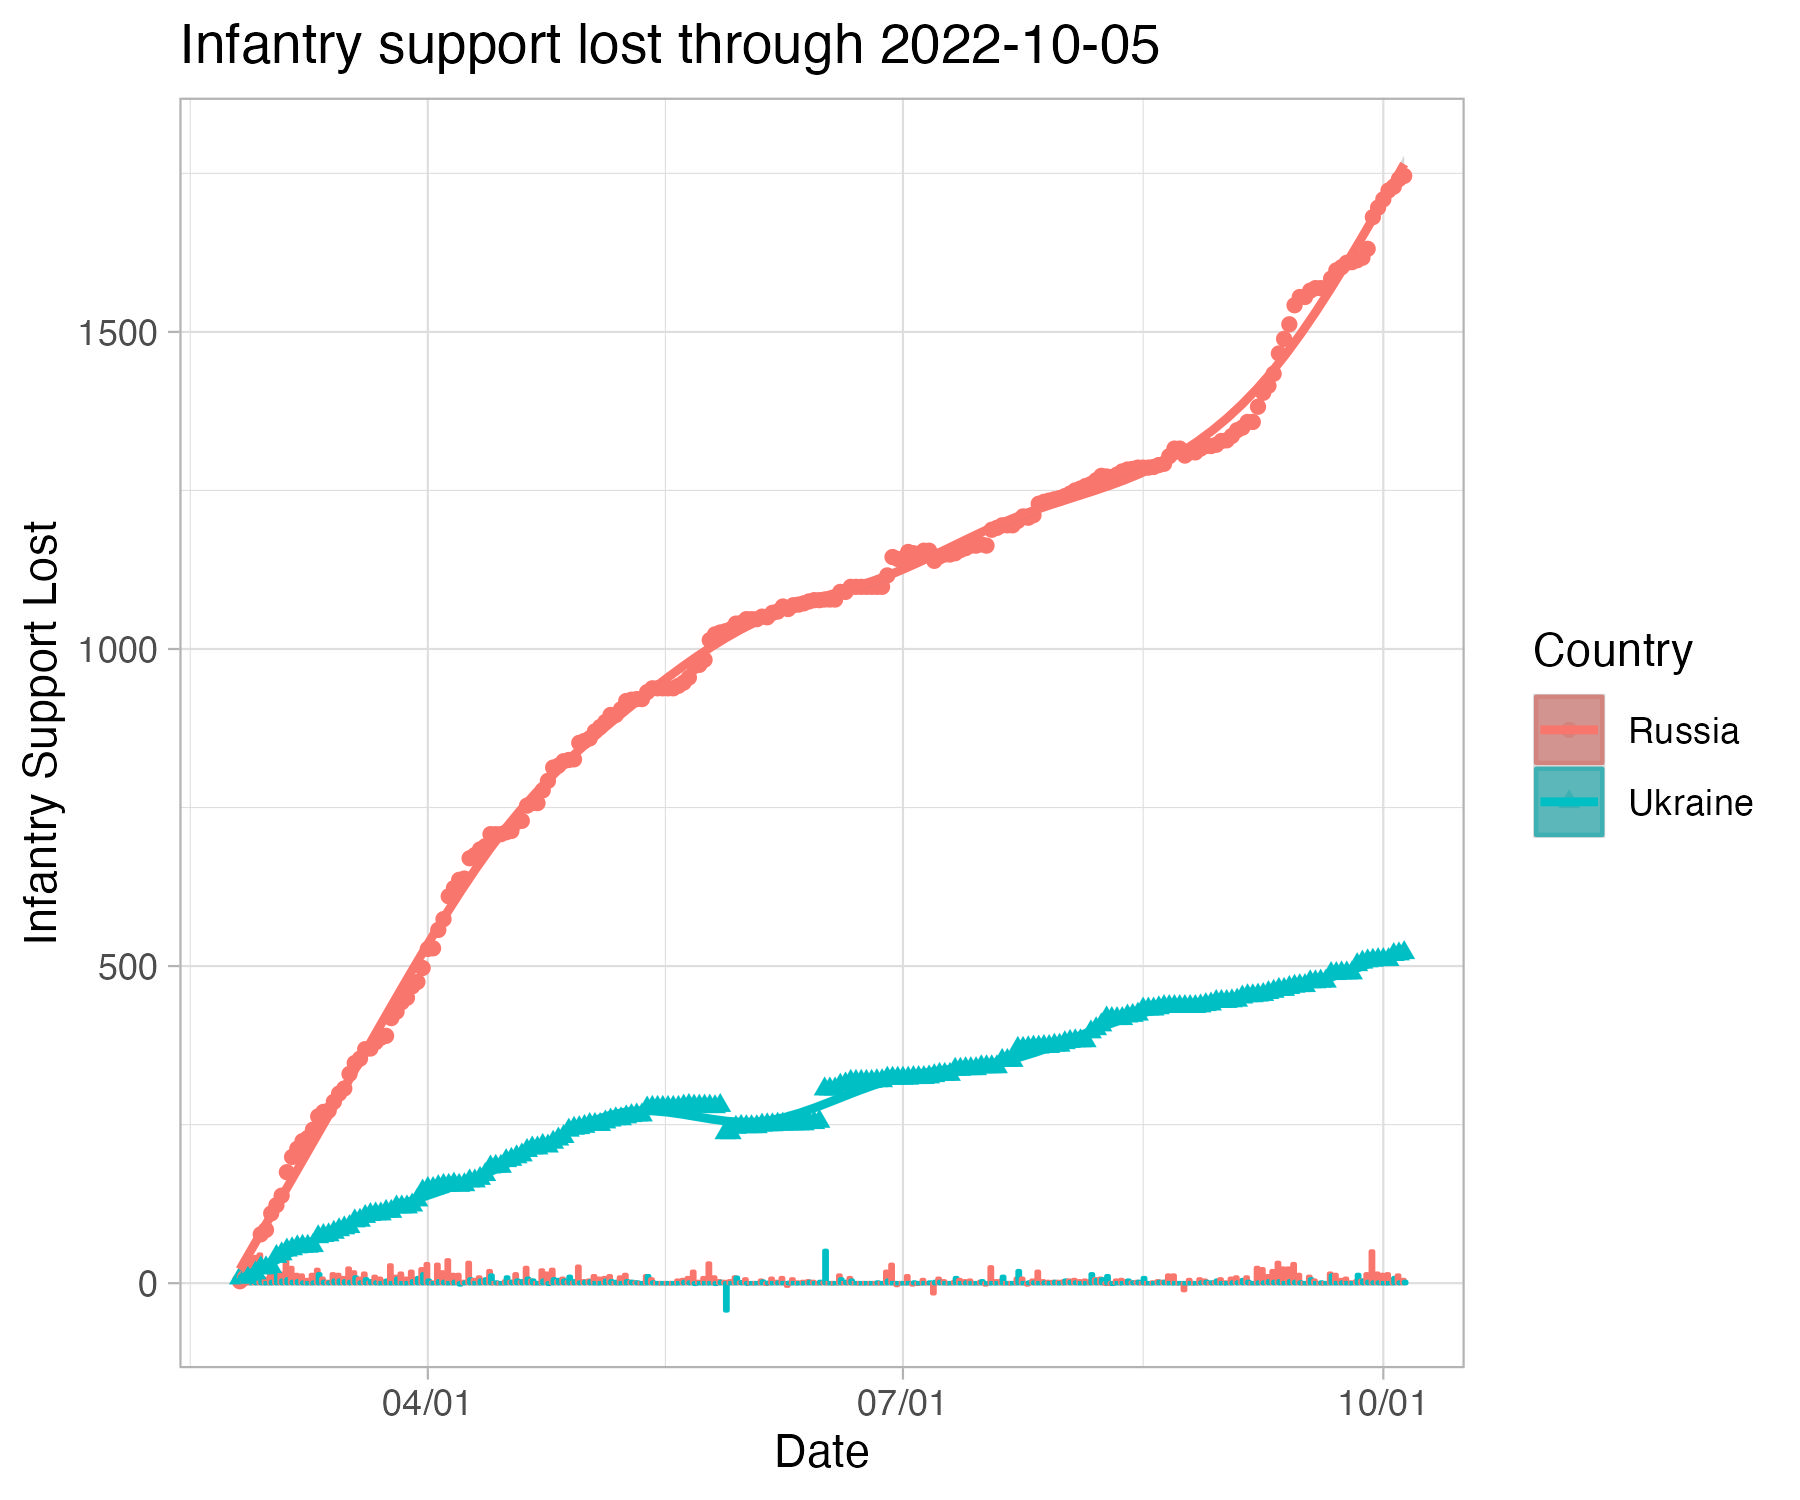 Infantry support lost through 2022-10-05
Infantry Support Lost
1500
1000
500
0
04/01
07/01
10/01
Date
Country
Russia
Ukraine